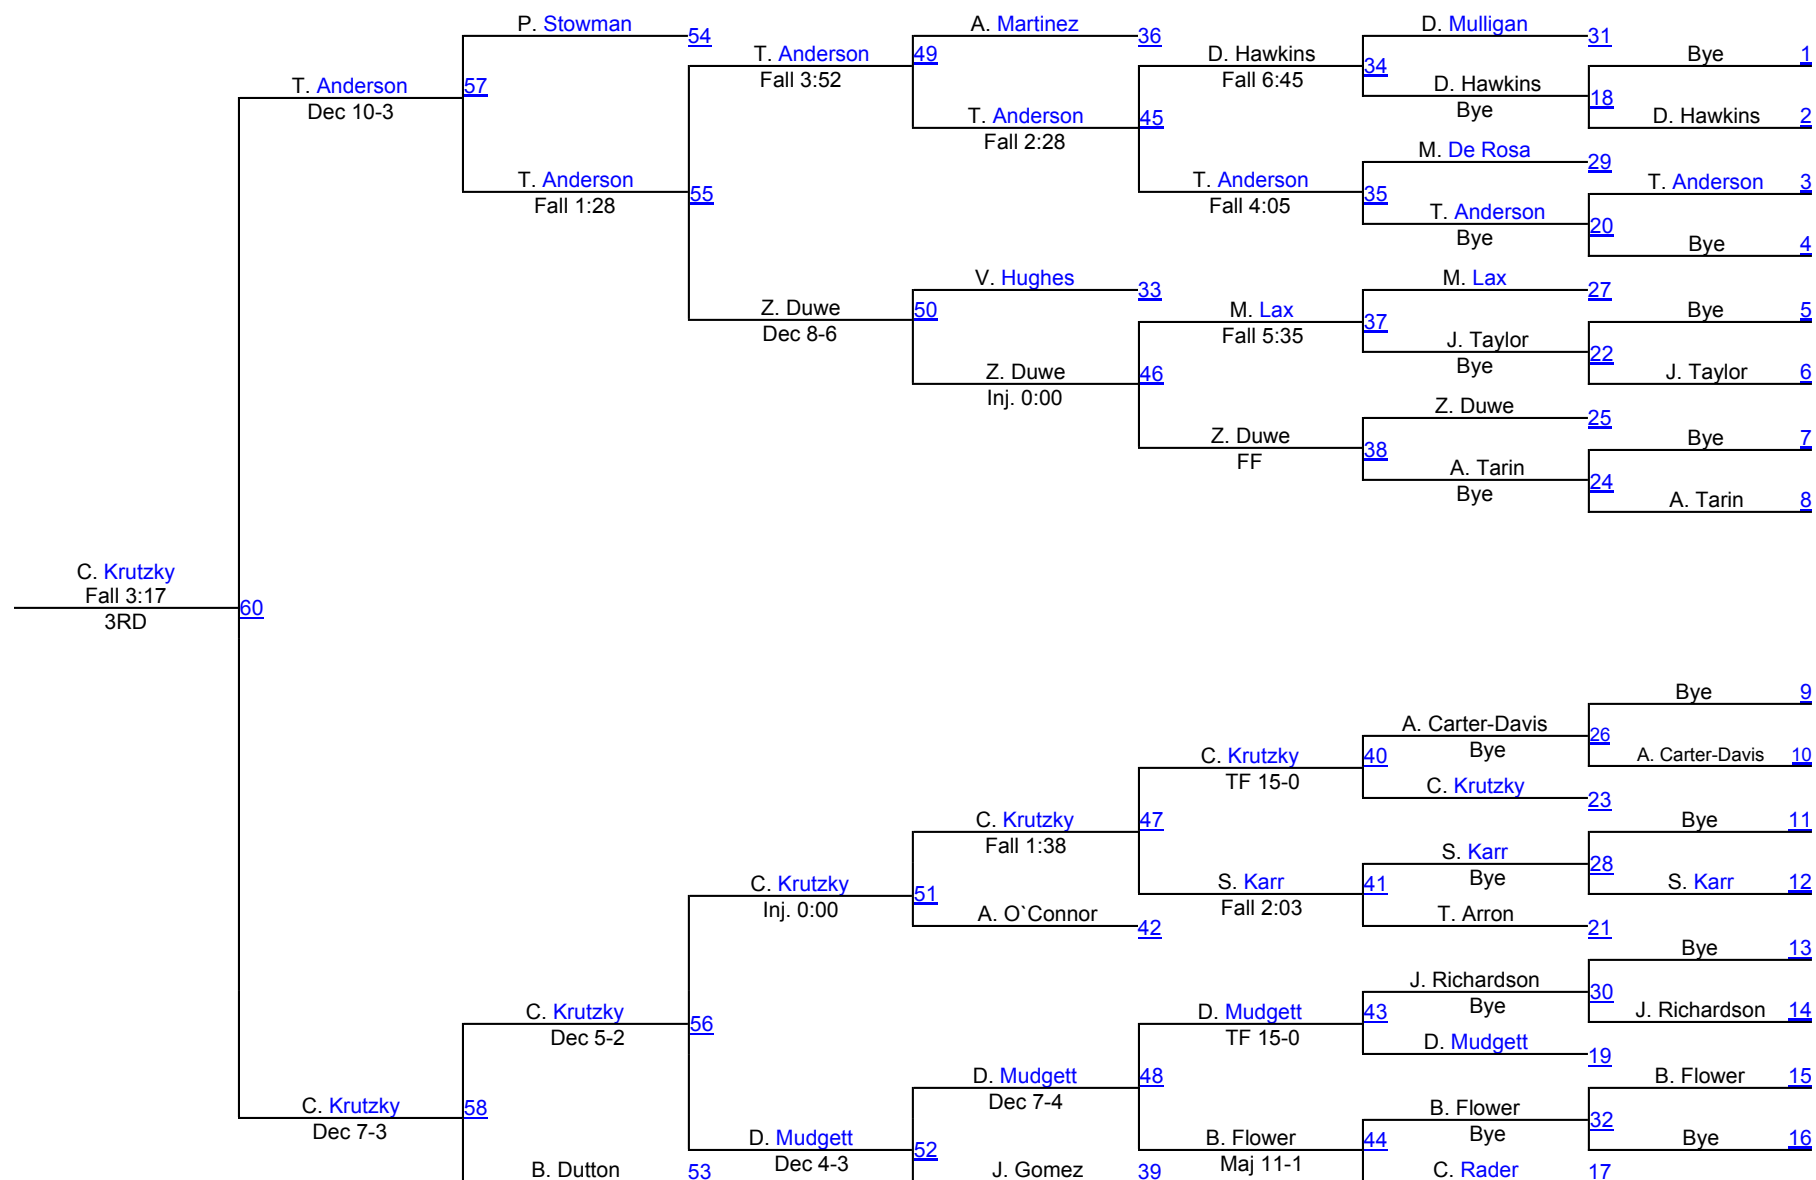 P. Stowman
54
A. Martinez
36
D. Mulligan
31
T. Anderson
49
Fall 3:52
D. Hawkins
34
Fall 6:45
Bye
1
T. Anderson
57
Dec 10-3
D. Hawkins
18
Bye
D. Hawkins
2
T. Anderson
45
Fall 2:28
M. De Rosa
29
T. Anderson
55
Fall 1:28
T. Anderson
35
Fall 4:05
T. Anderson
3
T. Anderson
20
Bye
Bye
4
V. Hughes
33
M. Lax
27
Z. Duwe
50
Dec 8-6
M. Lax
37
Fall 5:35
Bye
5
J. Taylor
22
Bye
Z. Duwe
46
Inj. 0:00
J. Taylor
6
Z. Duwe
25
Z. Duwe
38
FF
Bye
7
A. Tarin
24
Bye
A. Tarin
8
C. Krutzky
Fall 3:17
60
3RD
Bye
9
A. Carter-Davis
26
Bye
C. Krutzky
40
TF 15-0
A. Carter-Davis
10
C. Krutzky
23
C. Krutzky
47
Fall 1:38
Bye
11
S. Karr
28
Bye
C. Krutzky
51
Inj. 0:00
S. Karr
41
Fall 2:03
S. Karr
12
A. O`Connor
42
T. Arron
21
Bye
13
J. Richardson
30
Bye
C. Krutzky
56
Dec 5-2
D. Mudgett
43
TF 15-0
J. Richardson
14
D. Mudgett
19
D. Mudgett
48
Dec 7-4
B. Flower
15
C. Krutzky
58
Dec 7-3
B. Flower
32
Bye
D. Mudgett
52
Dec 4-3
B. Flower
44
Maj 11-1
Bye
16
B. Dutton
53
J. Gomez
39
C. Rader
17